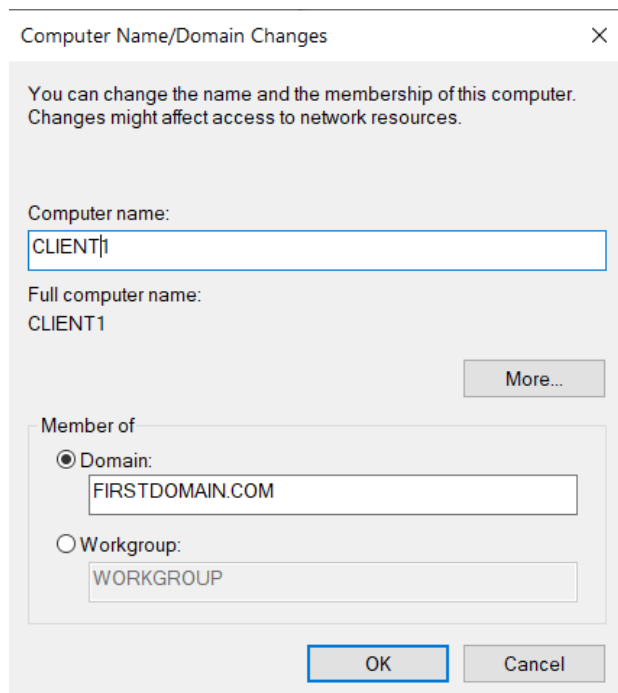 Computer Name/Domain Changes
You can change the name and the membership of this computer.
Changes might affect access to network resources.
Computer name:
CLIENT1
Full computer name:
CLIENT1
More...
Member of
Domain:
FIRSTDOMAIN.COM
Workgroup:
WORKGROUP
OK
Cancel